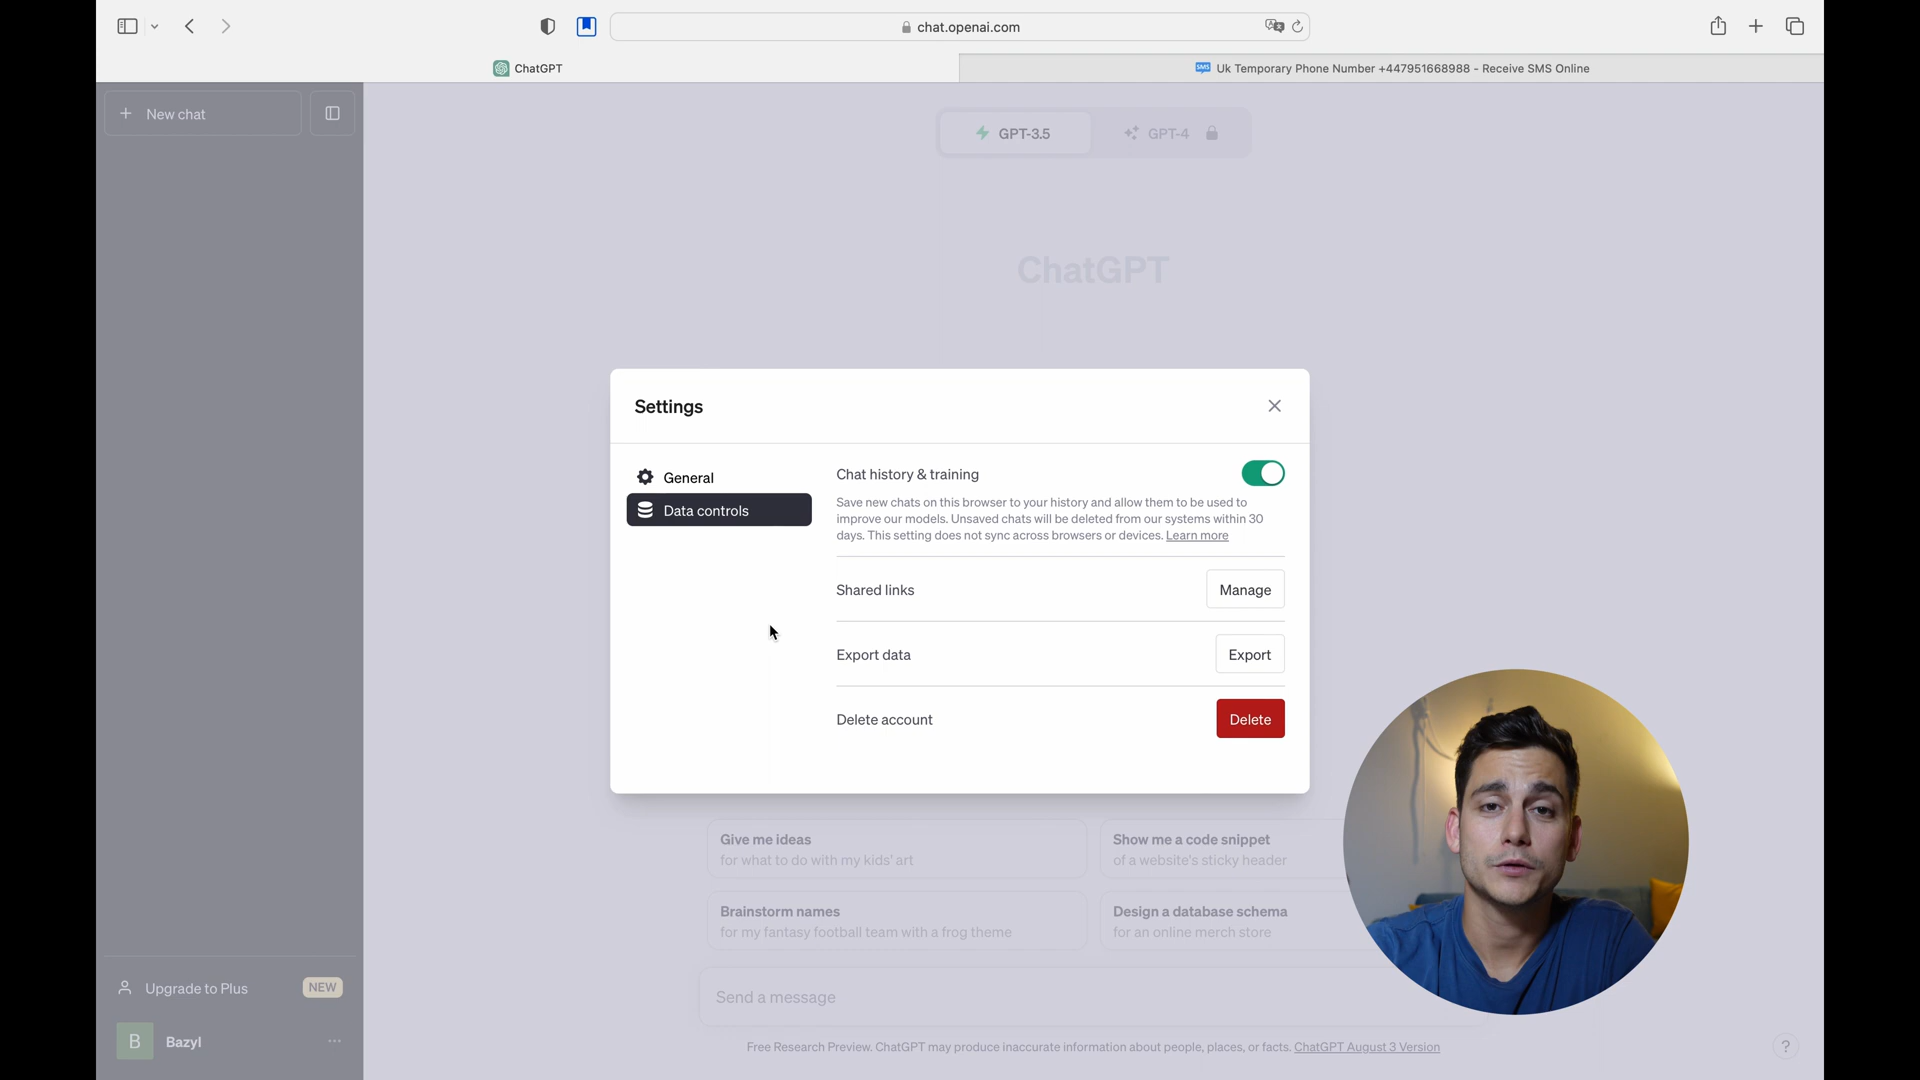 chat.openai.com
ChatGPT
SMS
Uk Temporary Phone Number +447951668988 - Receive SMS Online
New chat
GPT-3.5
GPT-4
ChatGPT
Settings
General
Data controls
Chat history & training
Save new chats on this browser to your history and allow them to be used to
improve our models. Unsaved chats will be deleted from our systems within 30
days. This setting does not sync across browsers or devices. Learn more
Shared links
Manage
Export data
Export
Delete account
Delete
Give me ideas
for what to do with my kids' art
Show me a code snippet
of a website's sticky header
Brainstorm names
for my fantasy football team with a frog theme
Design a database schema
for an online merch store
Upgrade to Plus
NEW
Send a message
B
Bazyl
Free Research Preview. ChatGPT may produce inaccurate information about people, places, or facts. ChatGPT August 3 Version
?